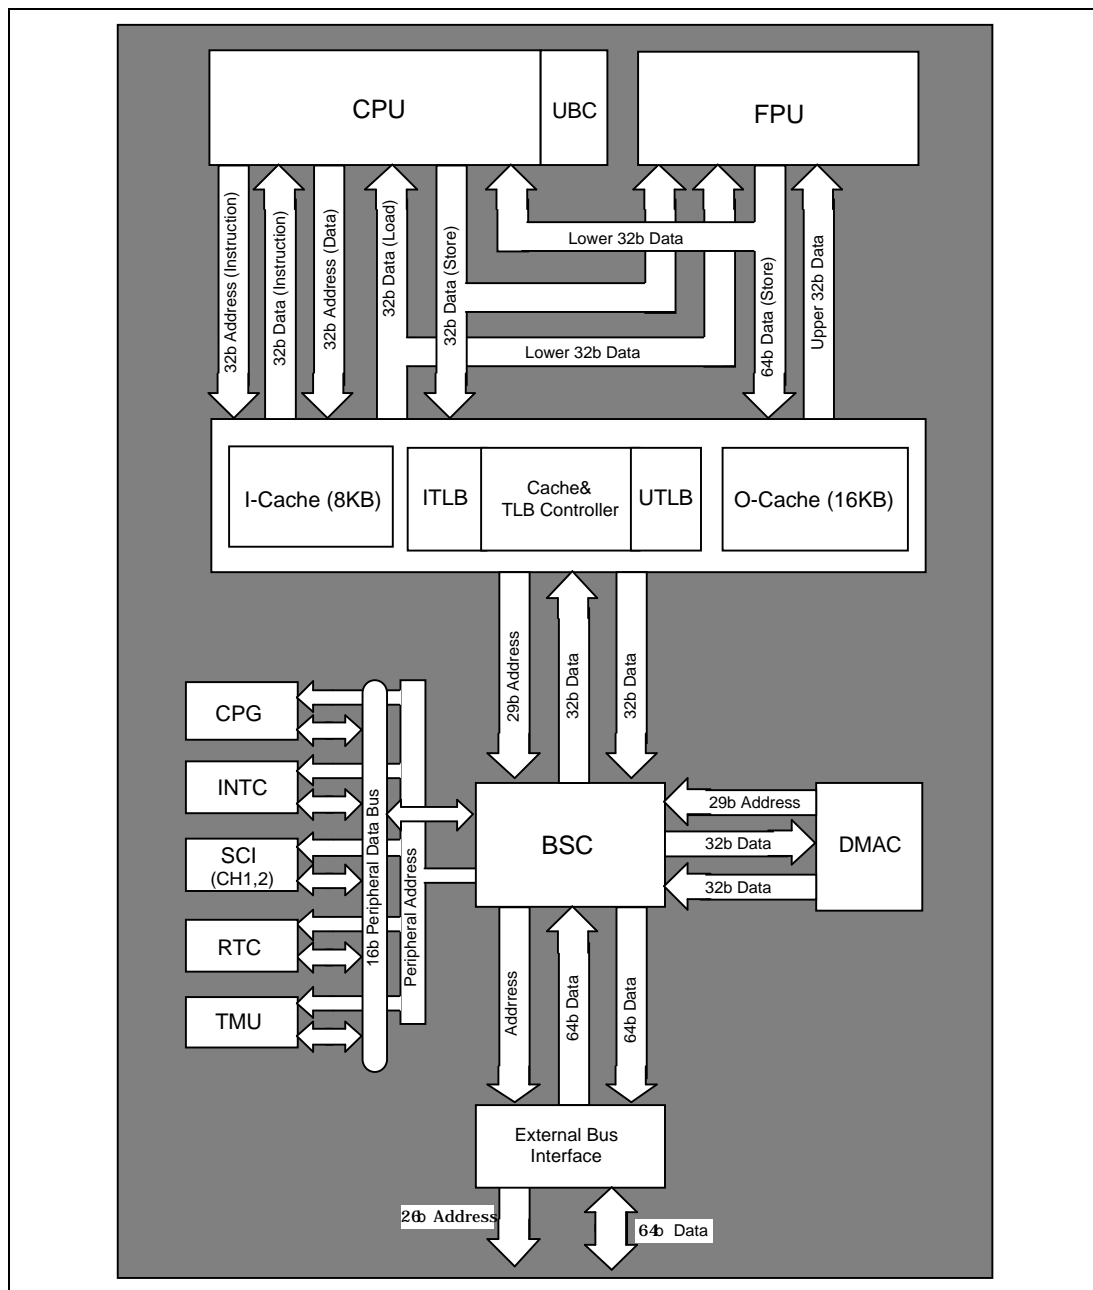 CPU
UBC
FPU
32b Address (Instruction)
32b Data (Instruction)
32b Address (Data)
32b Data (Load)
32b Data (Store)
Lower 32b Data
Lower 32b Data
64b Data (Store)
Upper 32b Data
I-Cache (8KB)
ITLB
Cache&
TLB Controller
UTLB
O-Cache (16KB)
29b Address
32b Data
32b Data
CPG
INTC
SCI
(CH1,2)
RTC
TMU
16b Peripheral Data Bus
Peripheral Address
BSC
29b Address
32b Data
32b Data
DMAC
Addrress
64b Data
64b Data
External Bus
Interface
26b Address
64b Data